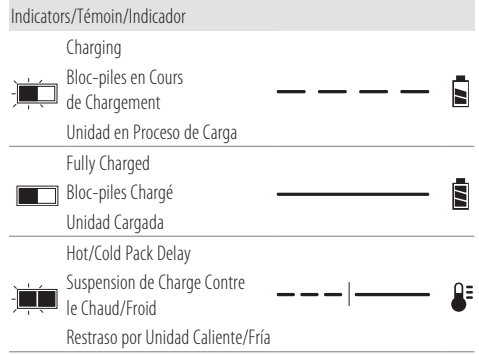 Indicators/Témoin/Indicador
Charging
Bloc-piles en Cours
de Chargement
Unidad en Proceso de Carga
Fully Charged
Bloc-piles Chargé
Unidad Cargada
Hot/Cold Pack Delay
Suspension de Charge Contre
le Chaud/Froid
Restraso por Unidad Caliente/Fría